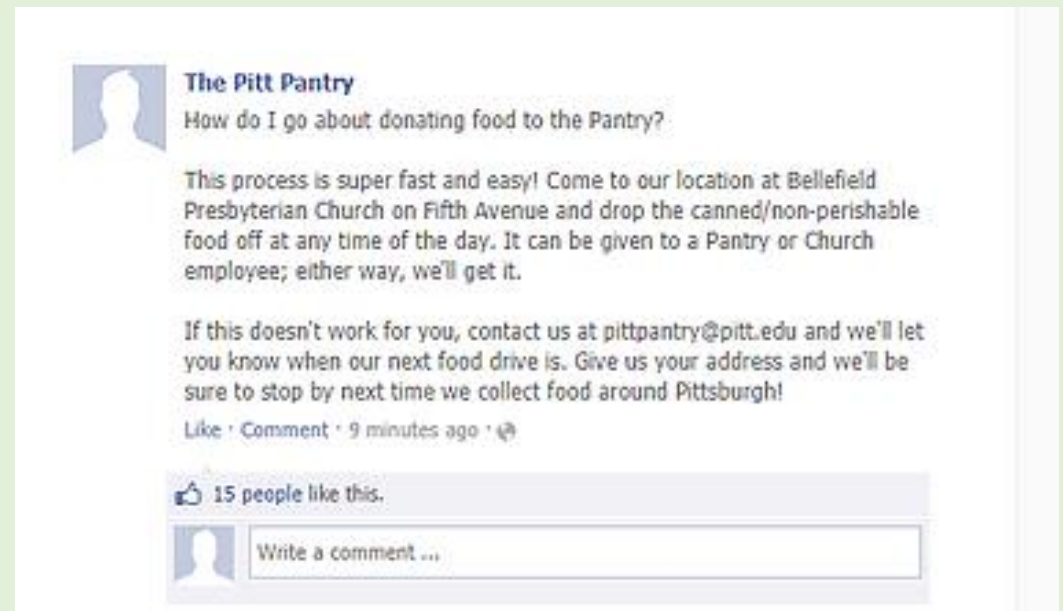 The Pitt Pantry
How do I go about donating food to the Pantry?
This process is super fast and easy! Come to our location at Bellefield
Presbyterian Church on Fifth Avenue and drop the canned/non-perishable
food off at any time of the day. It can be given to a Pantry or Church
employee; either way, we'll get it.
If this doesn't work for you, contact us at pittpantry@pitt.edu and we'll let
you know when our next food drive is. Give us your address and we'll be
sure to stop by next time we collect food around Pittsburgh!
Like · Comment · 9 minutes ago ·
15 people like this.
Write a comment ...